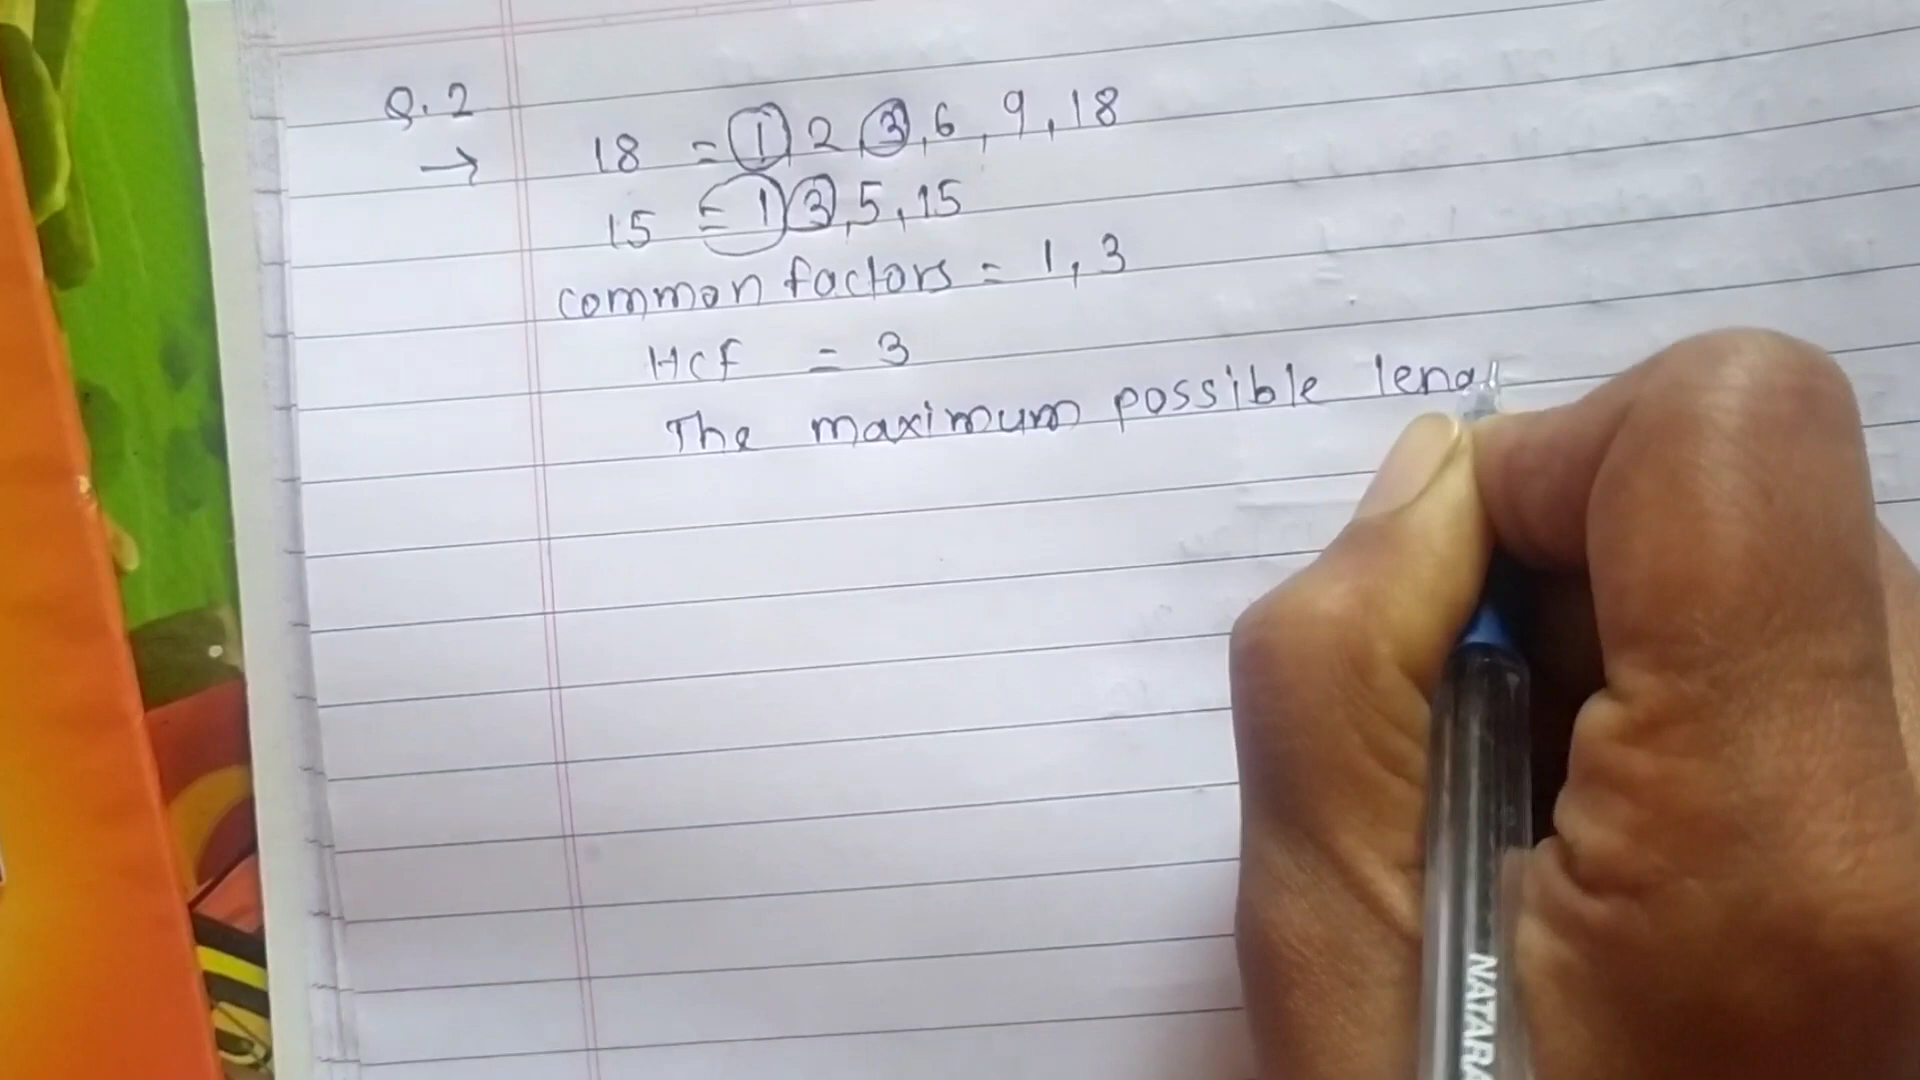 Q.2
→ 18 = 1, 2, 3, 6, 9, 18
15 = 1, 3, 5, 15
common factors = 1, 3
HCF = 3
The maximum possible leng
NATARA